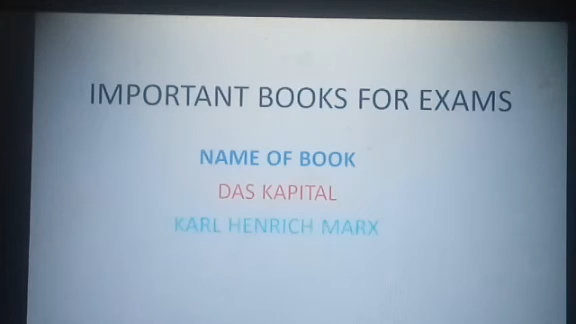 IMPORTANT BOOKS FOR EXAMS
NAME OF BOOK
DAS KAPITAL
KARL HENRICH MARX